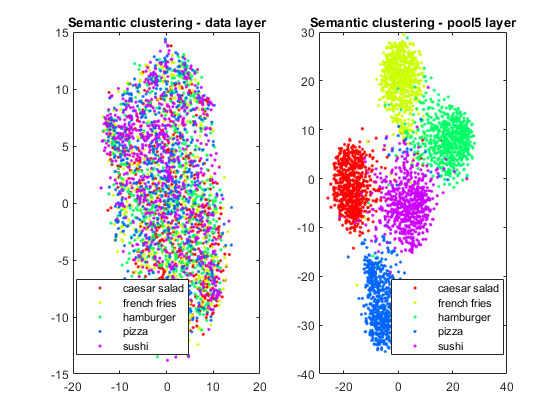 Semantic clustering - data layer
15
10
5
0
-5
-10
-15
-20
-10
0
10
20
caesar salad
french fries
hamburger
pizza
sushi
Semantic clustering - pool5 layer
30
20
10
0
-10
-20
-30
-40
-20
0
20
40
caesar salad
french fries
hamburger
pizza
sushi